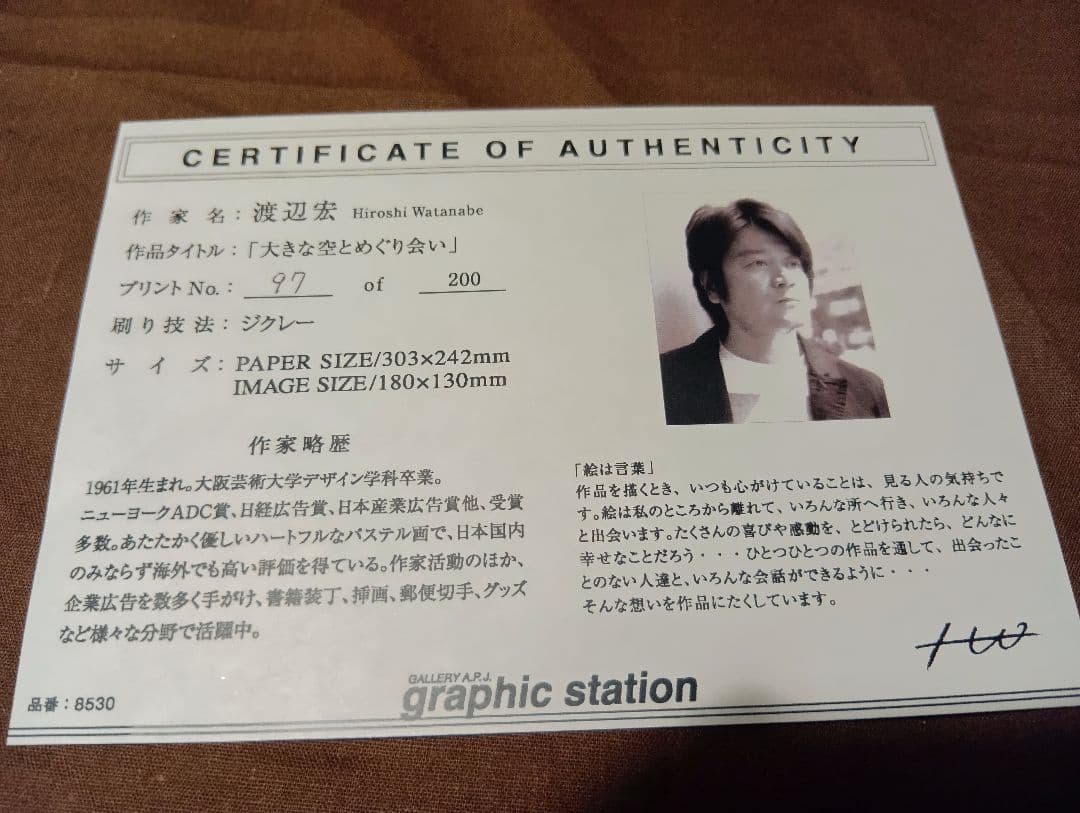 CERTIFICATE OF AUTHENTICITY
作家名：渡辺宏 Hiroshi Watanabe
作品タイトル：「大きな空とめぐり会い」
プリントNo.：97 of 200
刷り技法：ジクレー
サイズ：PAPER SIZE/303×242mm
IMAGE SIZE/180×130mm
作家略歴
1961年生まれ。大阪芸術大学デザイン学科卒業。
ニューヨークADC賞、日経広告賞、日本産業広告賞他、受賞
多数。あたたかく優しいハートフルなパステル画で、日本国内
のみならず海外でも高い評価を得ている。作家活動のほか、
企業広告を数多く手がけ、書籍装丁、挿画、郵便切手、グッズ
など様々な分野で活躍中。
「絵は言葉」
作品を描くとき、いつも心がけていることは、見る人の気持ちで
す。絵は私のところから離れて、いろんな所へ行き、いろんな人々
と出会います。たくさんの喜びや感動を、とどけられたら、どんなに
幸せなことだろう・・・ひとつひとつの作品を通して、出会ったこ
とのない人達と、いろんな会話ができるように・・・
そんな想いを作品にたくしています。
品番：8530
GALLERY A.P.J.
graphic station